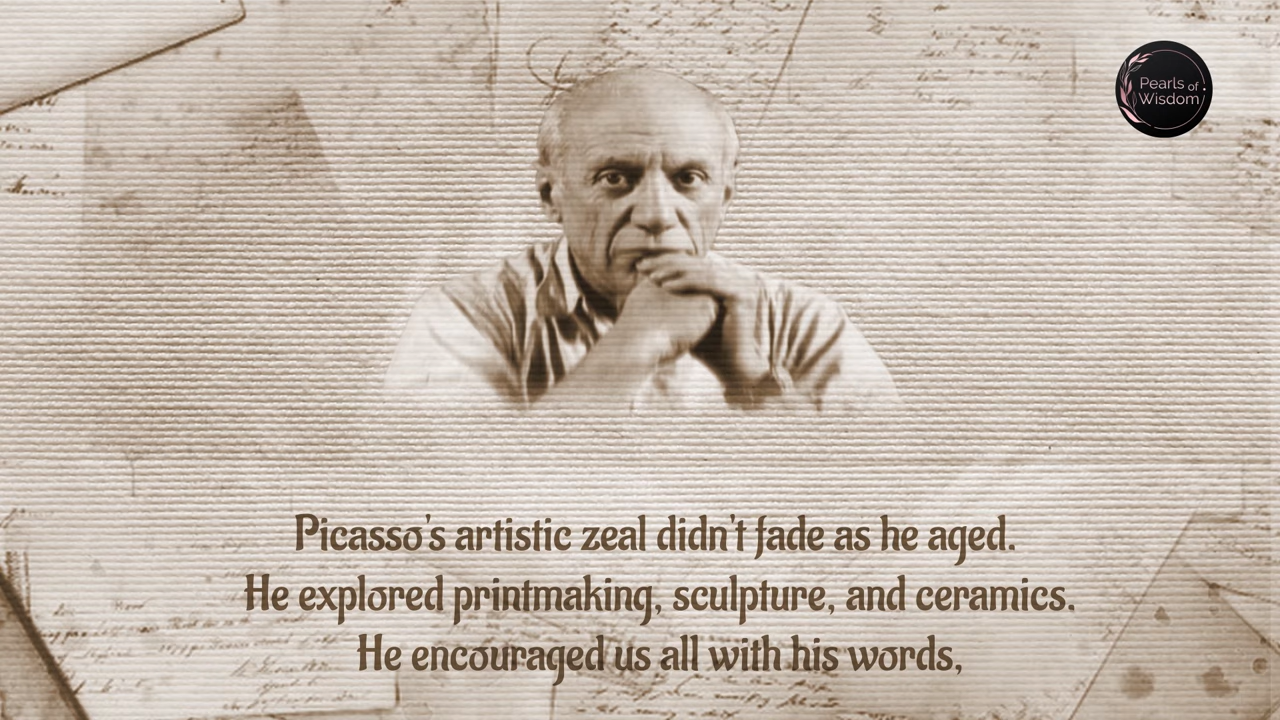 Pearls of
Wisdom
Picasso's artistic zeal didn't fade as he aged.
He explored printmaking, sculpture, and ceramics.
He encouraged us all with his words,